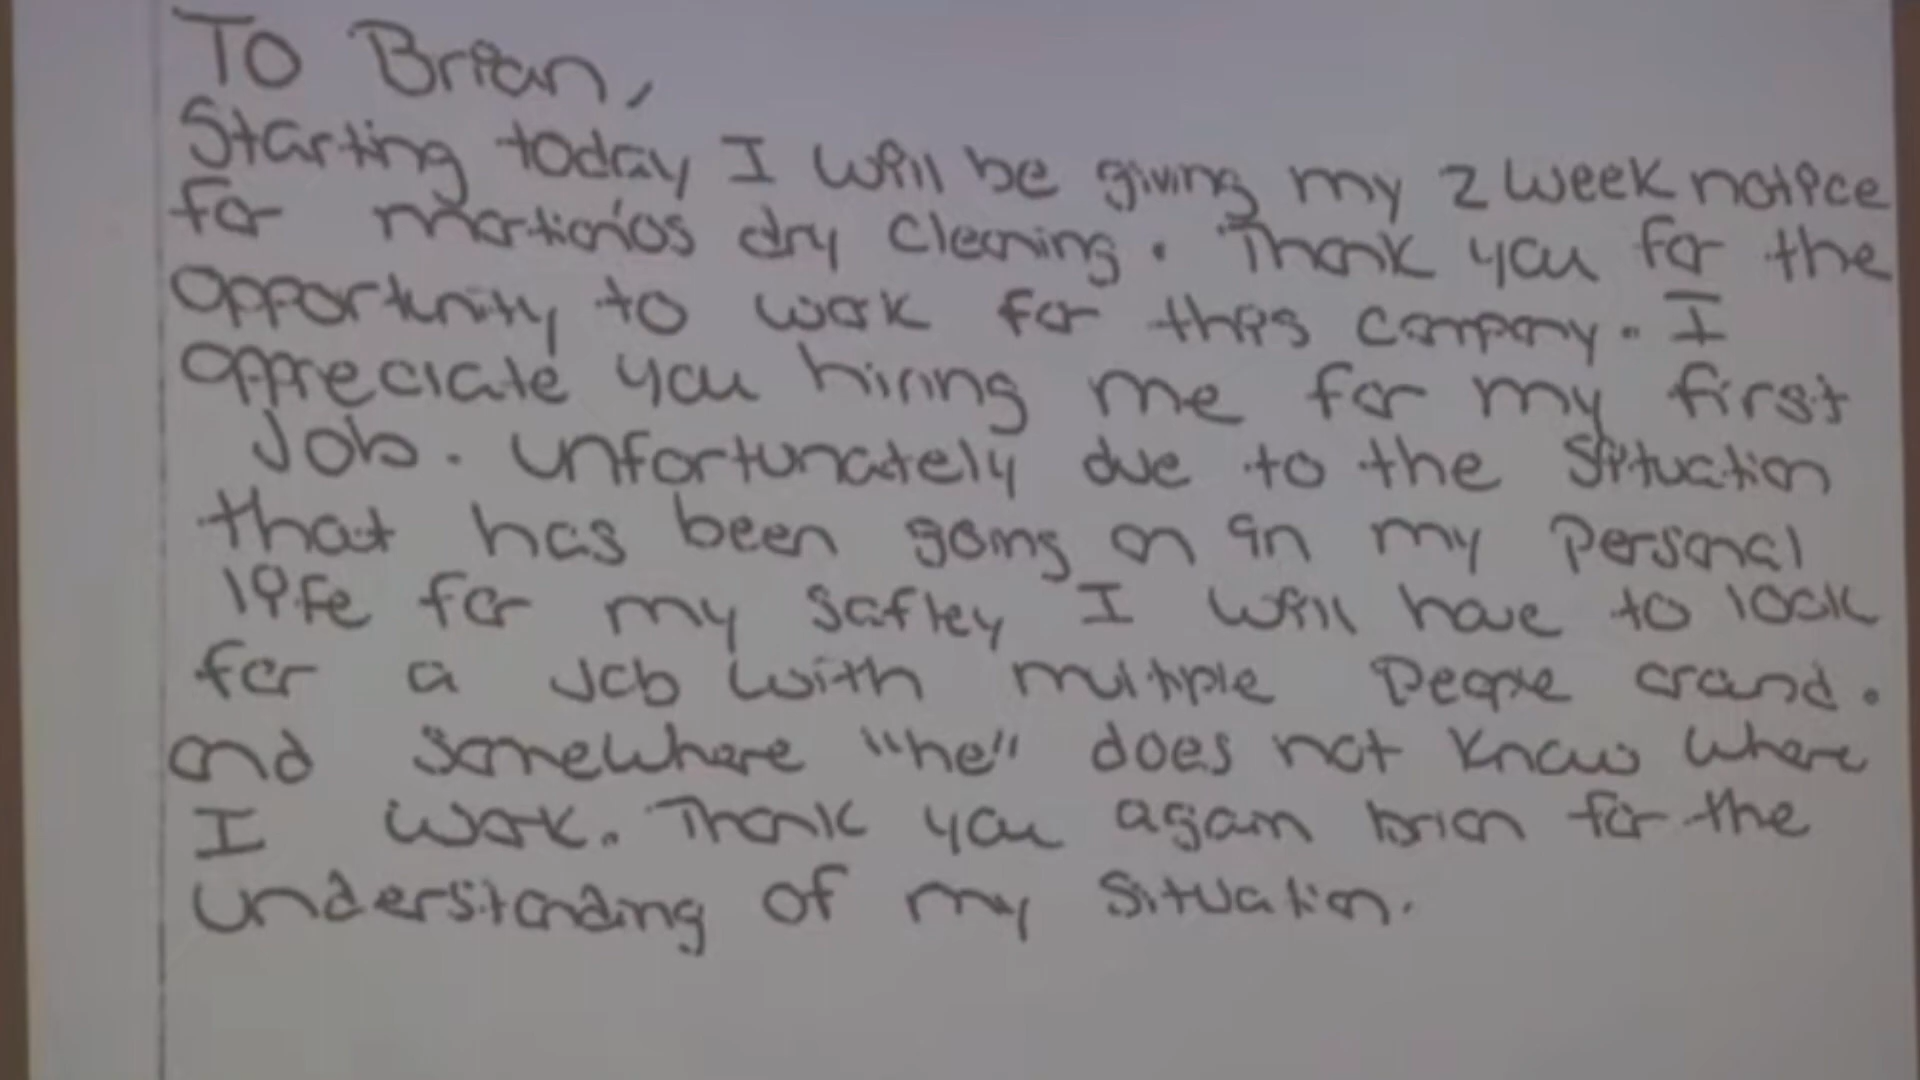 To Brian,
Starting today I will be giving my 2 week notice
for dry cleaning. Thank you for the
opportunity to work for this company. I
appreciate you hiring me for my first
Job. unfortunately due to the situation
that has been going on in my personal
life for my saftey I will have to look
for a Job with multiple people around.
and somewhere "he" does not know where
I work. Thank you again brian for the
understanding of my situation.